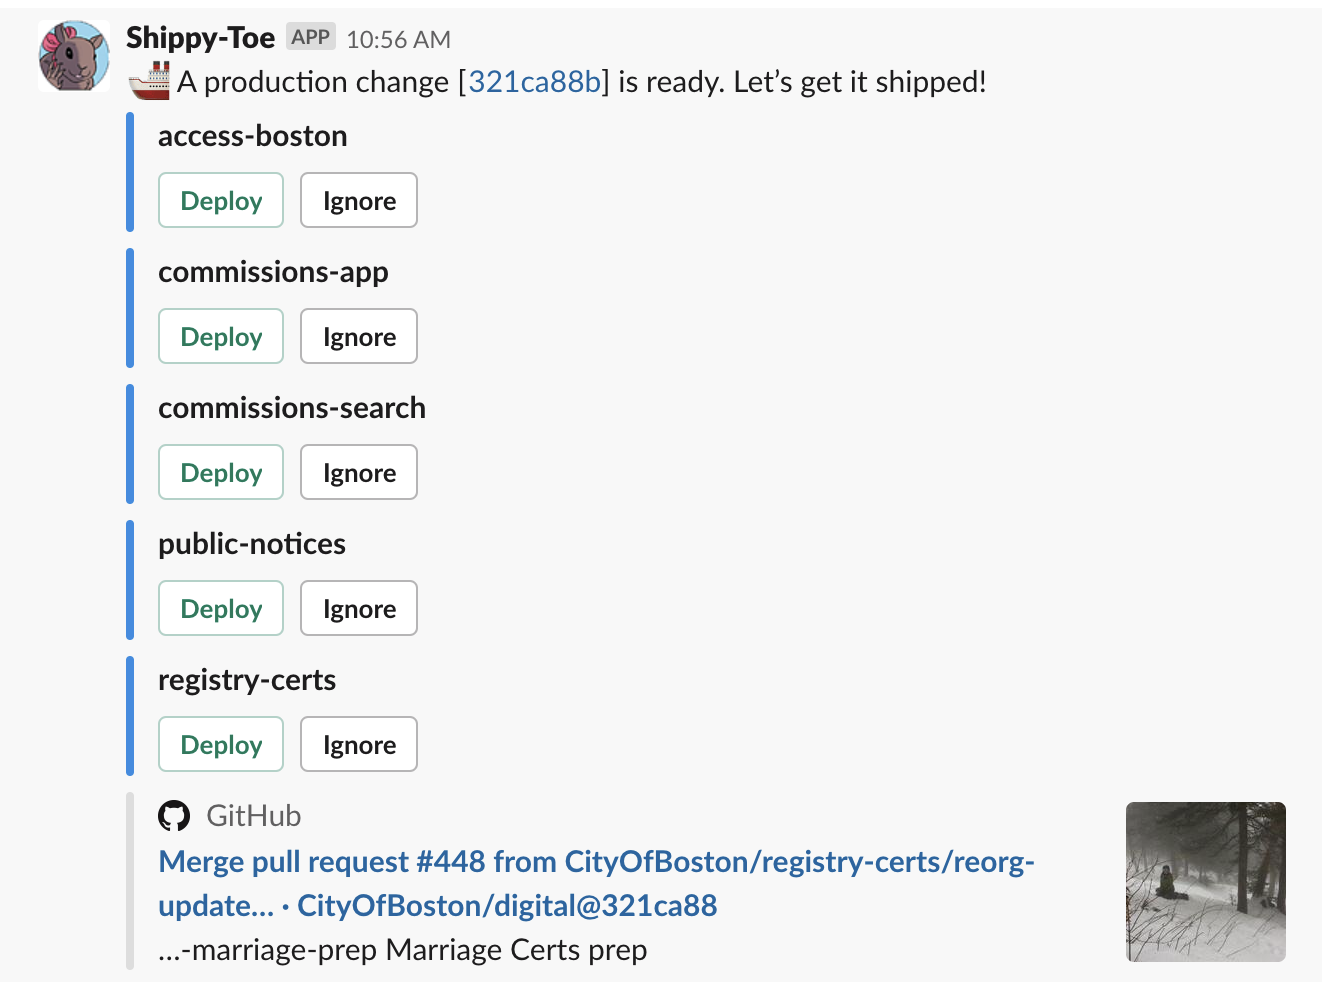 Shippy-Toe APP 10:56 AM
A production change [321ca88b] is ready. Let’s get it shipped!
access-boston
Deploy Ignore
commissions-app
Deploy Ignore
commissions-search
Deploy Ignore
public-notices
Deploy Ignore
registry-certs
Deploy Ignore
GitHub
Merge pull request #448 from CityOfBoston/registry-certs/reorg-
update... · CityOfBoston/digital@321ca88
...-marriage-prep Marriage Certs prep